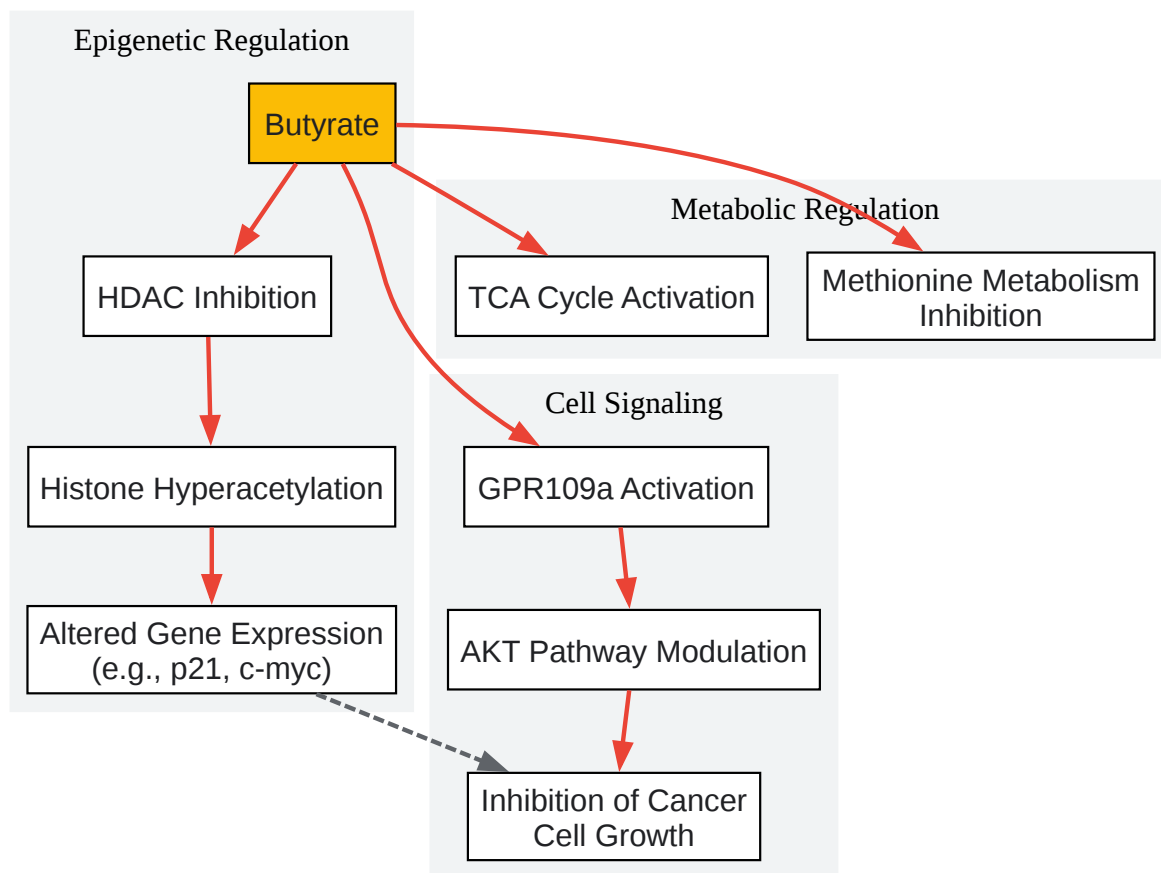 Epigenetic Regulation
Butyrate
Metabolic Regulation
HDAC Inhibition
TCA Cycle Activation
Methionine Metabolism
Inhibition
Cell Signaling
Histone Hyperacetylation
GPR109a Activation
Altered Gene Expression
(e.g., p21, c-myc)
AKT Pathway Modulation
Inhibition of Cancer
Cell Growth